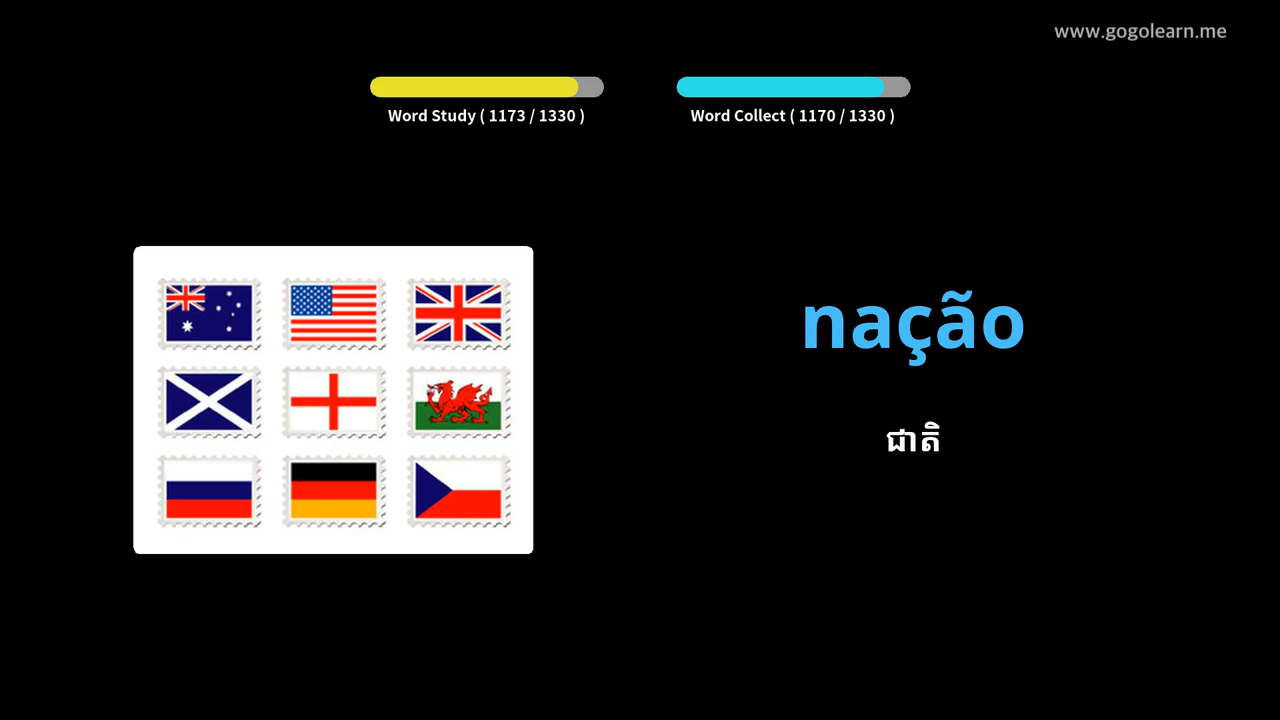 www.gogolearn.me
Word Study ( 1173 / 1330 )
Word Collect ( 1170 / 1330 )
nação
ជាតិ